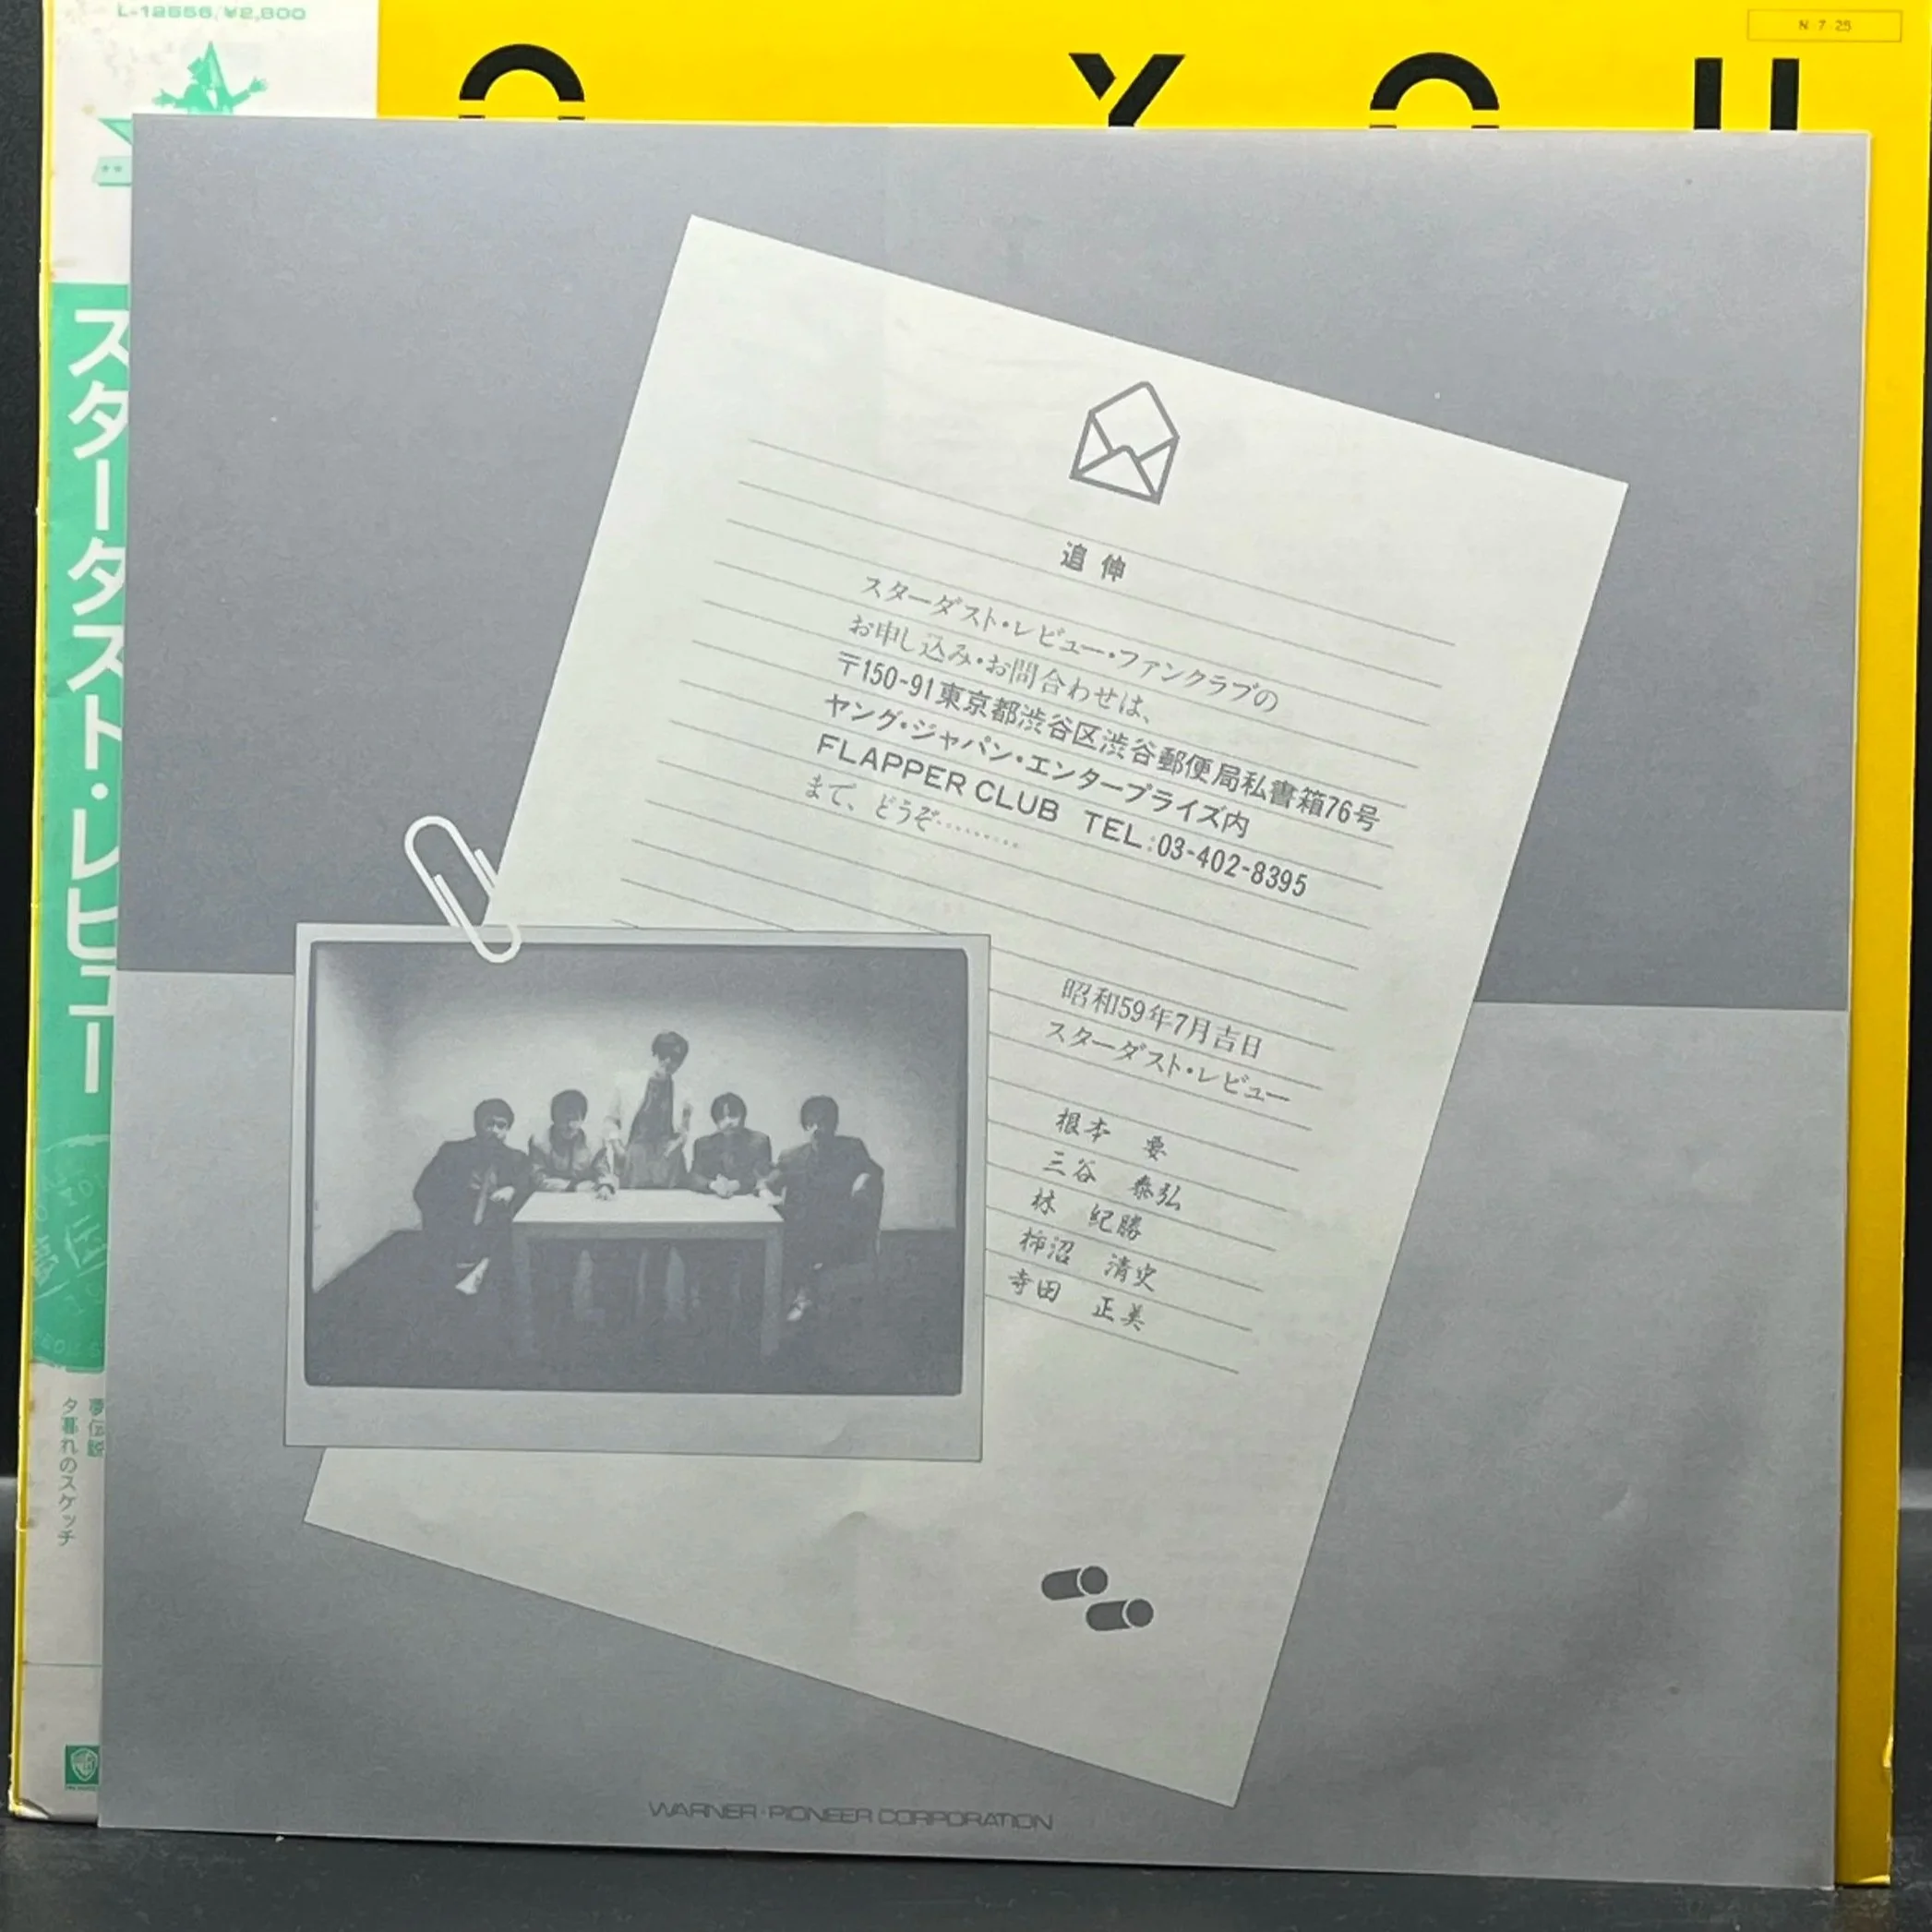 L-12556/¥2,800
N 7 25
O YOU
スターダスト・レビュー
追伸
スターダスト・レビュー・ファンクラブの
お申し込み・お問合わせは、
〒150-91東京都渋谷区渋谷郵便局私書箱76号
ヤング・ジャパン・エンタープライズ内
FLAPPER CLUB TEL:03-402-8395
まで、どうぞ………
昭和59年7月吉日
スターダスト・レビュー
根本 要
三谷 泰弘
林 紀勝
柿沼 清史
寺田 正美
夢伝説
夕暮れのスケッチ
WARNER・PIONEER CORPORATION